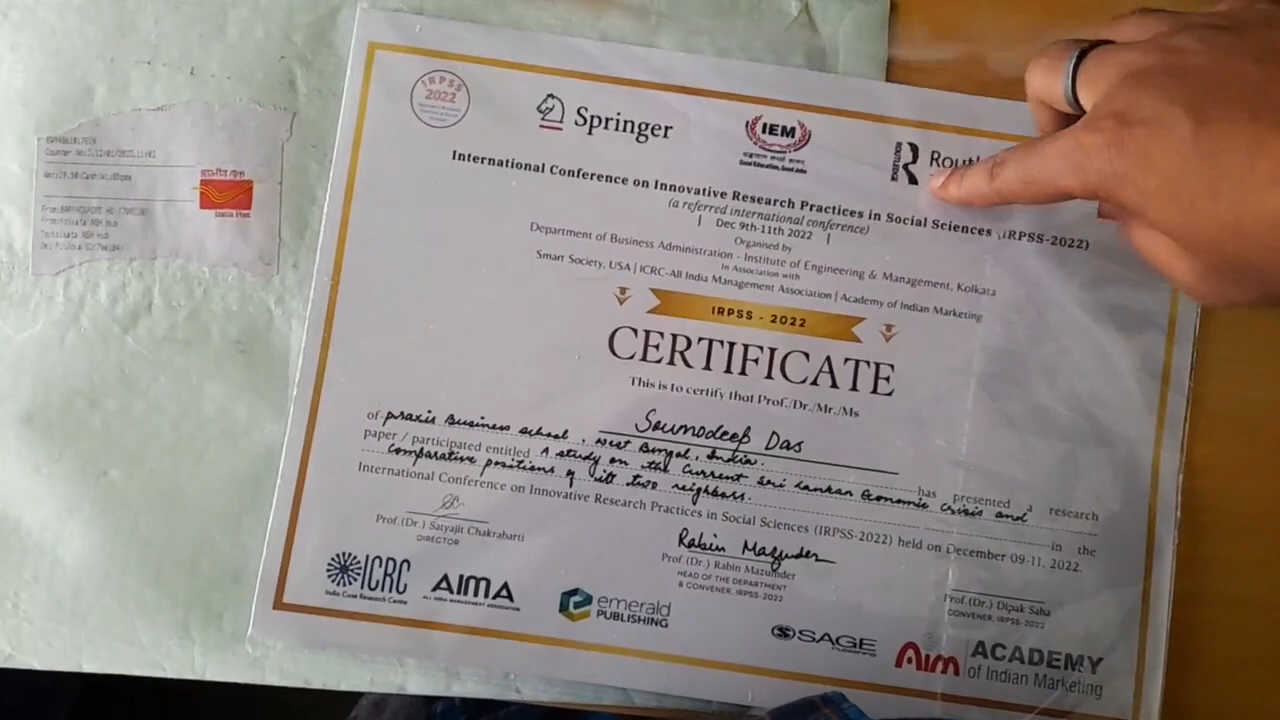 IRPSS
2022
Springer
IEM
Good Education, Good Jobs
ROUTLEDGE
Rout
International Conference on Innovative Research Practices in Social Sciences (IRPSS-2022)
(a referred international conference)
| Dec 9th-11th 2022 |
Organised by
Department of Business Administration - Institute of Engineering & Management, Kolkata
In Association with
Smart Society, USA | ICRC-All India Management Association | Academy of Indian Marketing
IRPSS - 2022
CERTIFICATE
This is to certify that Prof./Dr./Mr./Ms
Soumodeep Das
of praxis Business school, West Bengal, India. has presented a research
paper / participated entitled A study on the Current Sri Lankan Economic Crisis and
comparative positions of its two neighbors. in the
International Conference on Innovative Research Practices in Social Sciences (IRPSS-2022) held on December 09-11, 2022.
Prof.(Dr.) Satyajit Chakrabarti
DIRECTOR
Rabin Mazumder
Prof.(Dr.) Rabin Mazumder
HEAD OF THE DEPARTMENT
& CONVENER, IRPSS-2022
Prof.(Dr.) Dipak Saha
CONVENER, IRPSS-2022
ICRC
India Case Research Centre
AIMA
ALL INDIA MANAGEMENT ASSOCIATION
emerald
PUBLISHING
SAGE
Publishing
AIM
ACADEMY
of Indian Marketing
India Post